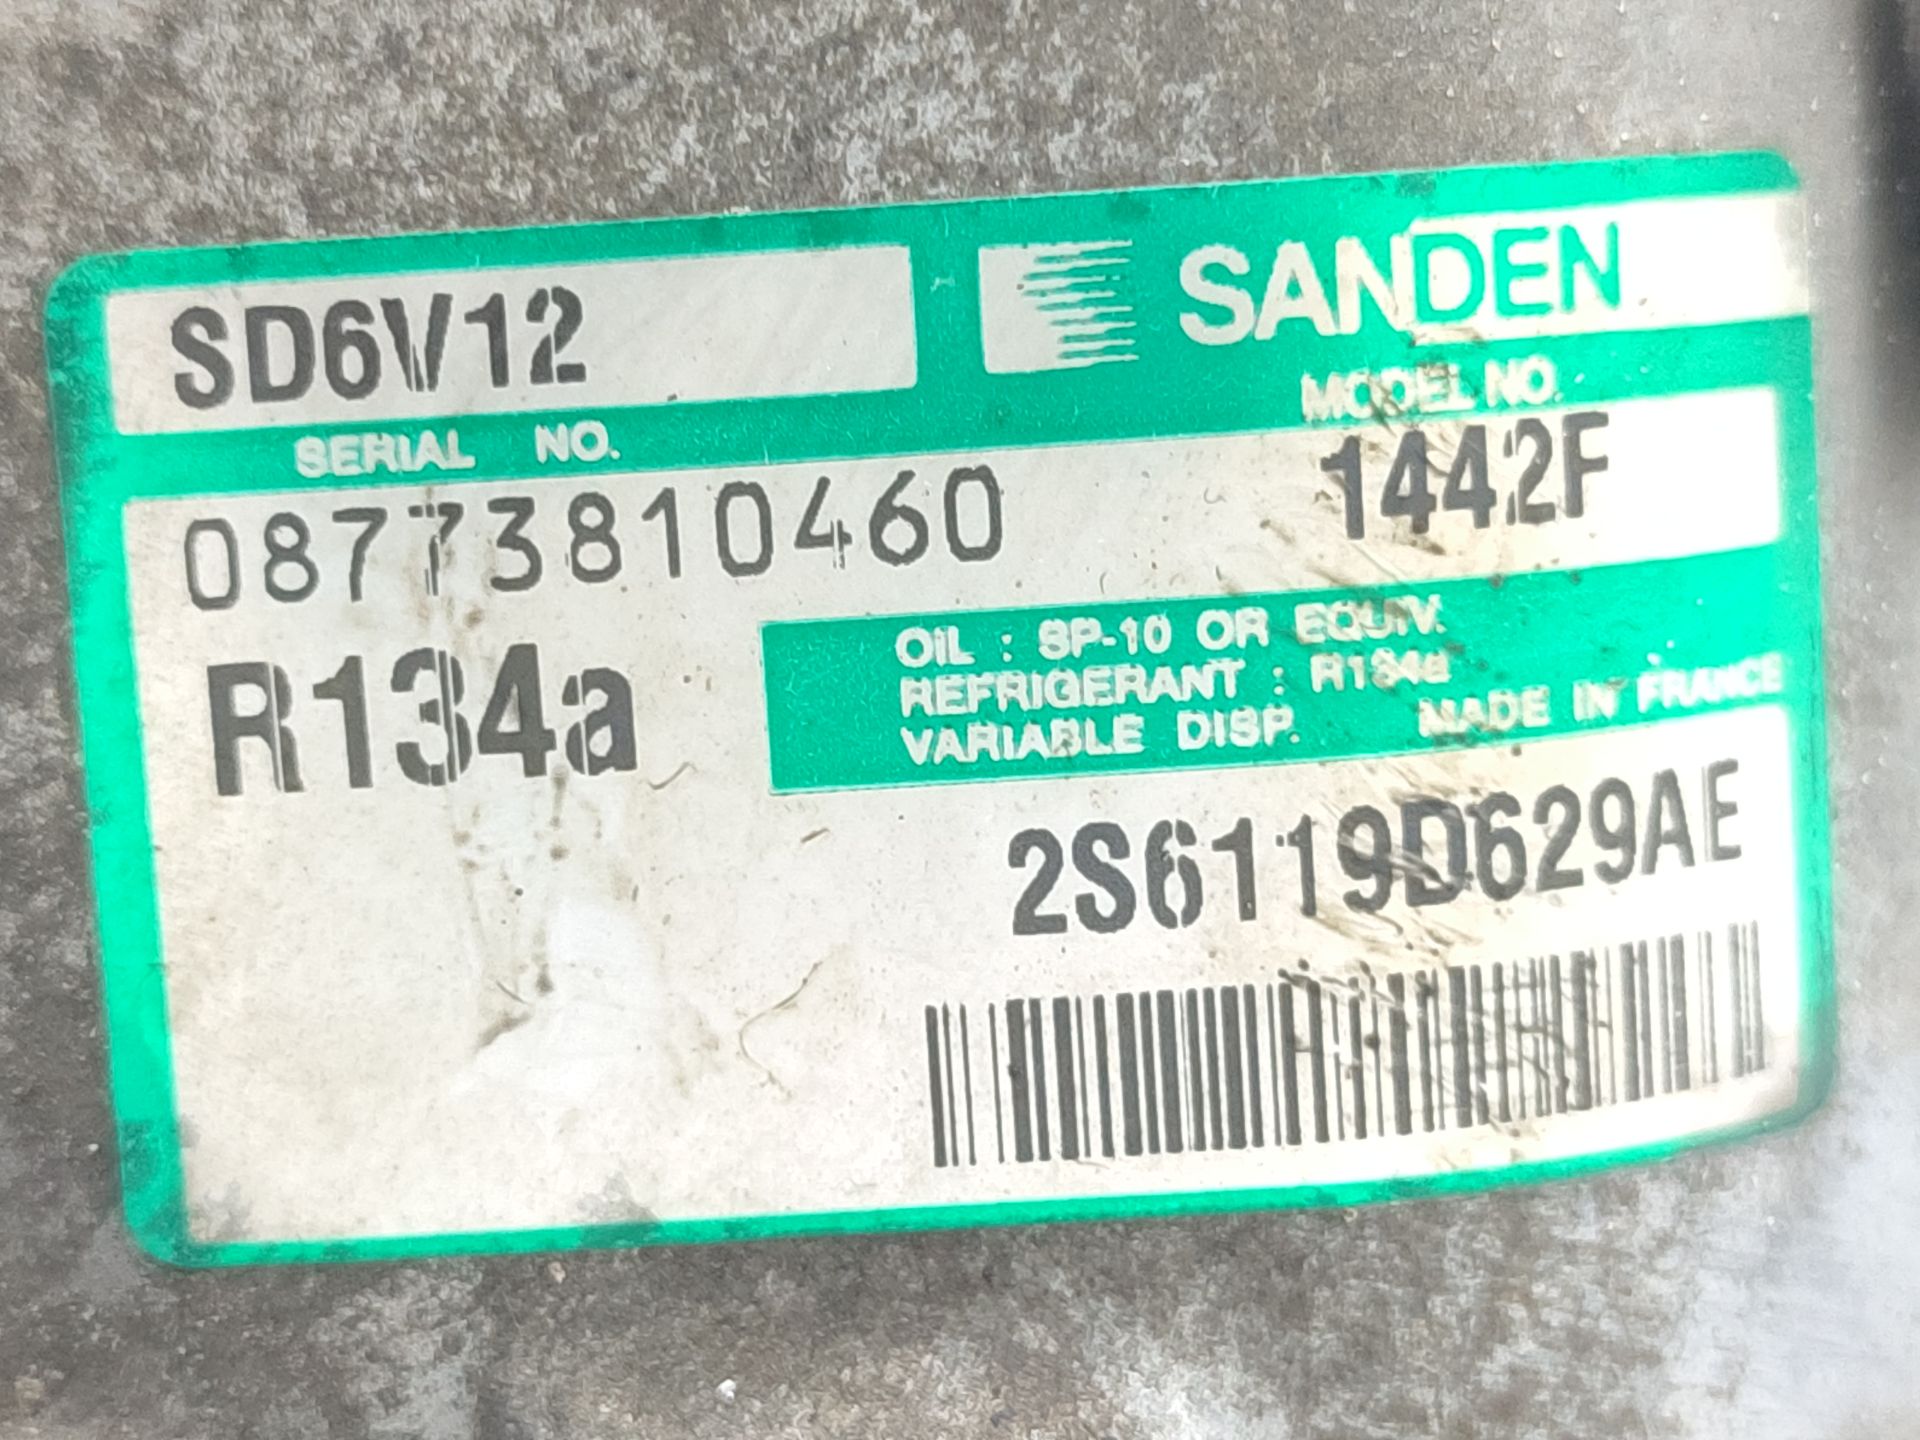 SD6V12
SANDEN
SERIAL NO.
MODEL NO.
08773810460
1442F
R134a
OIL : SP-10 OR EQUIV.
REFRIGERANT : R134a
VARIABLE DISP. MADE IN FRANCE
2S6119D629AE